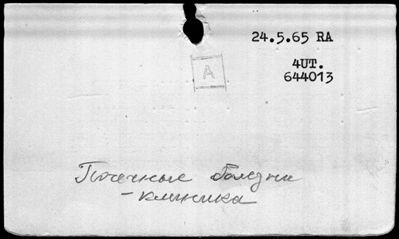 24.5.65 RA
4UT.
644013
A
Почечные болезни
- клиника